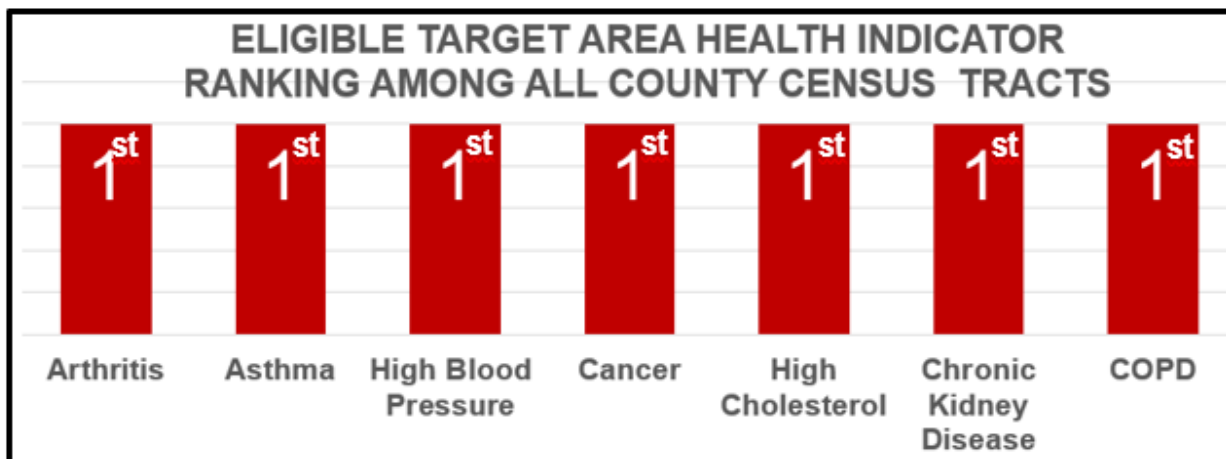 ELIGIBLE TARGET AREA HEALTH INDICATOR
RANKING AMONG ALL COUNTY CENSUS TRACTS
1st 1st 1st 1st 1st 1st 1st
Arthritis Asthma High Blood Pressure Cancer High Cholesterol Chronic Kidney Disease COPD